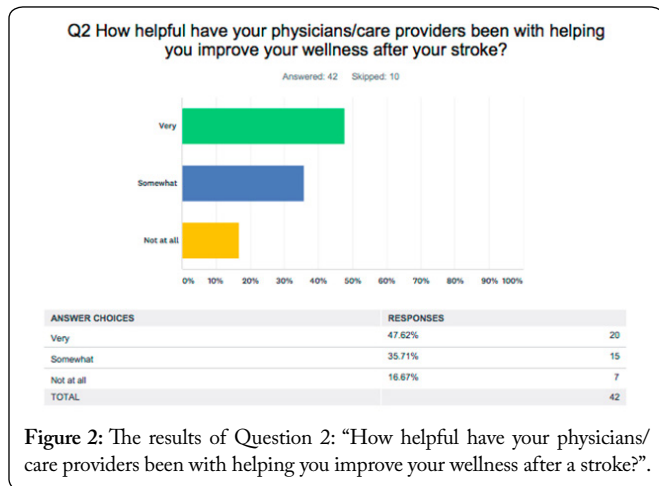 Q2 How helpful have your physicians/care providers been with helping
you improve your wellness after your stroke?
Answered: 42 Skipped: 10
Very
Somewhat
Not at all
0% 10% 20% 30% 40% 50% 60% 70% 80% 90% 100%
ANSWER CHOICES RESPONSES
Very 47.62% 20
Somewhat 35.71% 15
Not at all 16.67% 7
TOTAL 42
Figure 2: The results of Question 2: “How helpful have your physicians/
care providers been with helping you improve your wellness after a stroke?”.